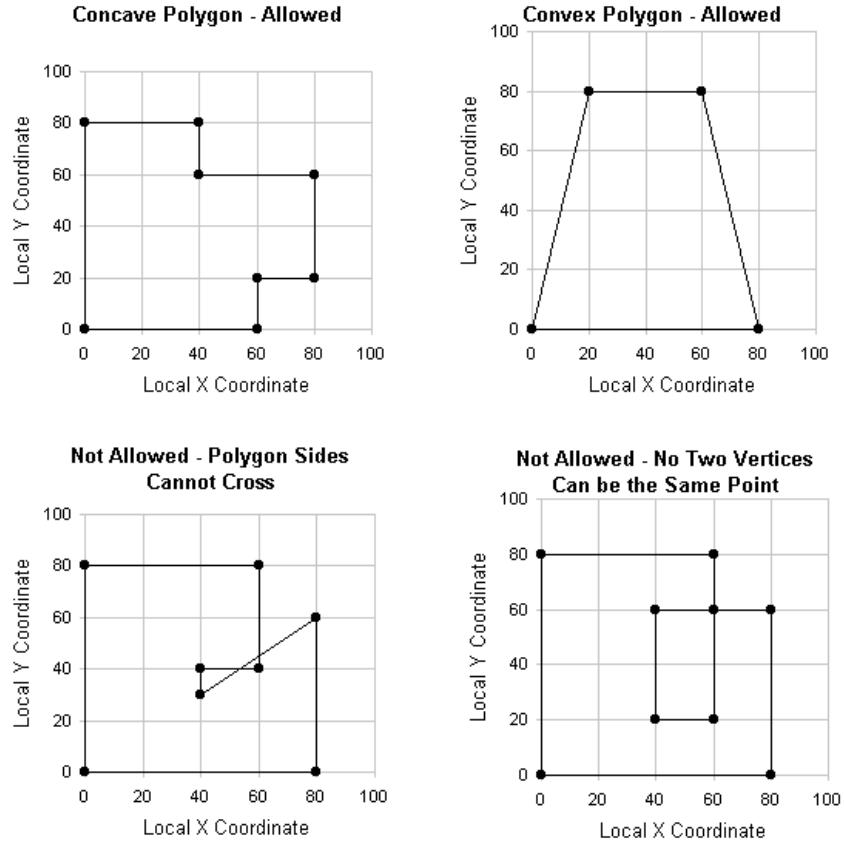 Concave Polygon - Allowed
100
80
60
40
20
0
0 20 40 60 80 100
Local Y Coordinate
Local X Coordinate
Convex Polygon - Allowed
100
80
60
40
20
0
0 20 40 60 80 100
Local Y Coordinate
Local X Coordinate
Not Allowed - Polygon Sides
Cannot Cross
100
80
60
40
20
0
0 20 40 60 80 100
Local Y Coordinate
Local X Coordinate
Not Allowed - No Two Vertices
Can be the Same Point
100
80
60
40
20
0
0 20 40 60 80 100
Local Y Coordinate
Local X Coordinate